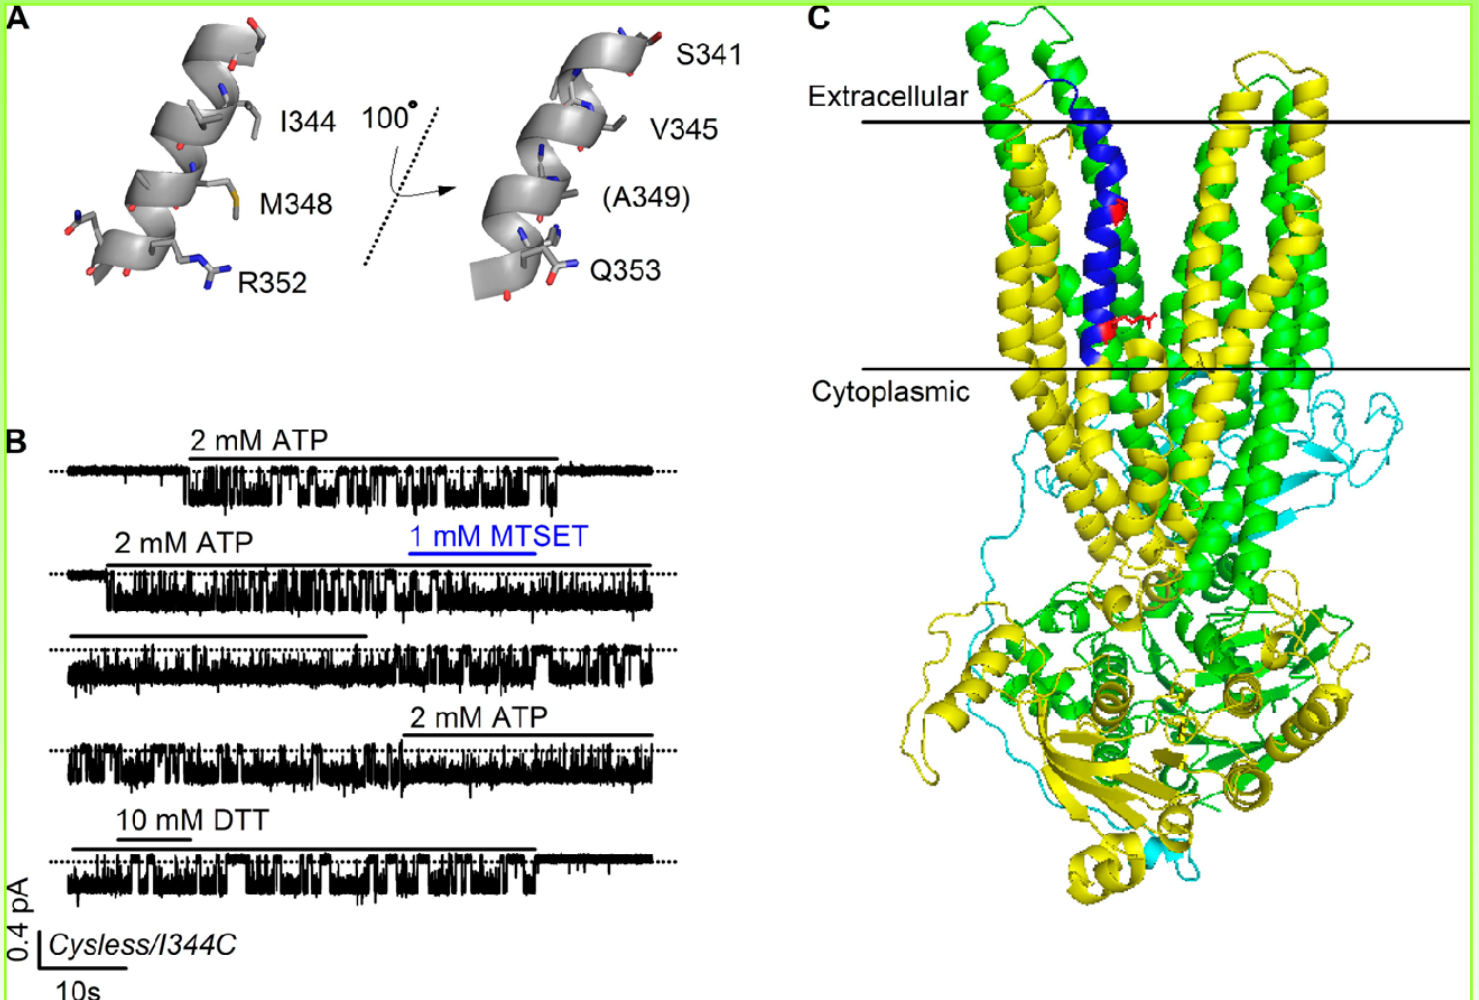 A
I344
M348
R352
100°
S341
V345
(A349)
Q353
B
2 mM ATP
2 mM ATP
1 mM MTSET
2 mM ATP
10 mM DTT
0.4 pA
Cysless/I344C
10s
C
Extracellular
Cytoplasmic